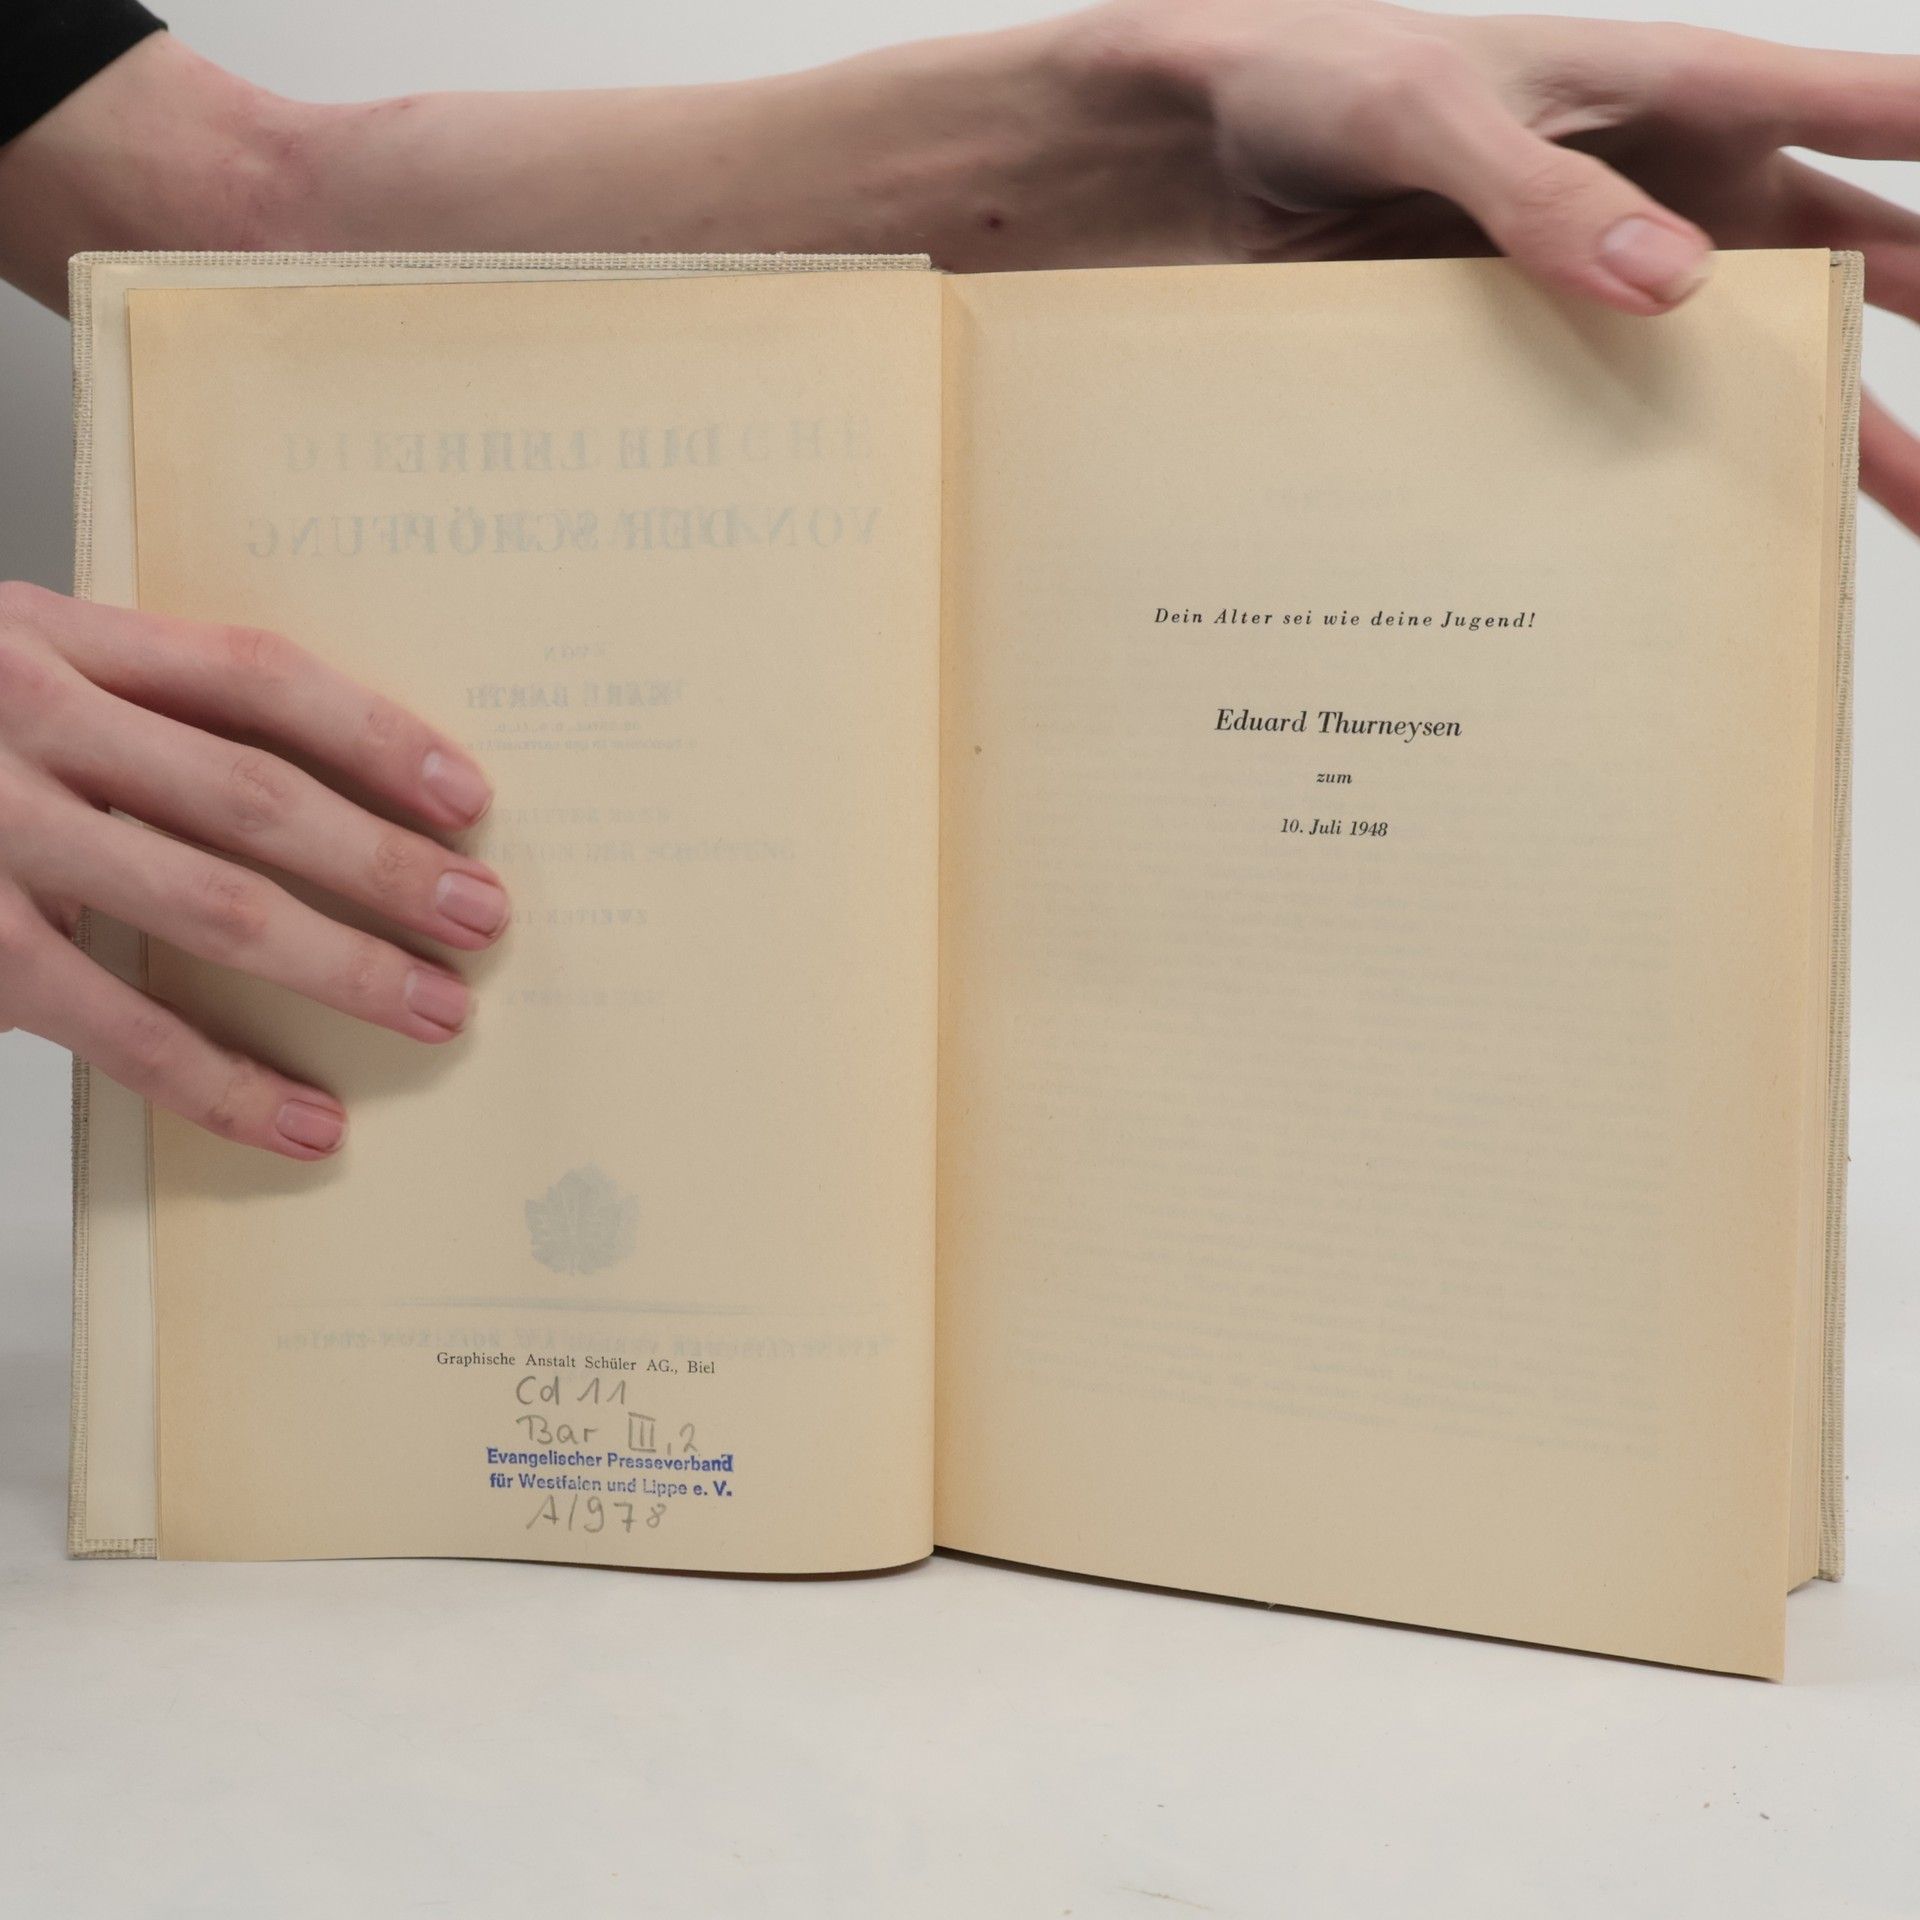 Graphische Anstalt Schüler AG., Biel
Cd 11
Bar III,2
Evangelischer Presseverband
für Westfalen und Lippe e. V.
A/978
Dein Alter sei wie deine Jugend!
Eduard Thurneysen
zum
10. Juli 1948